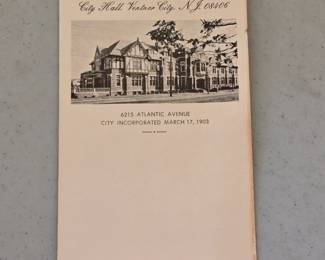 City Hall, Ventnor City, N.J. 08406
6215 ATLANTIC AVENUE
CITY INCORPORATED MARCH 17, 1903